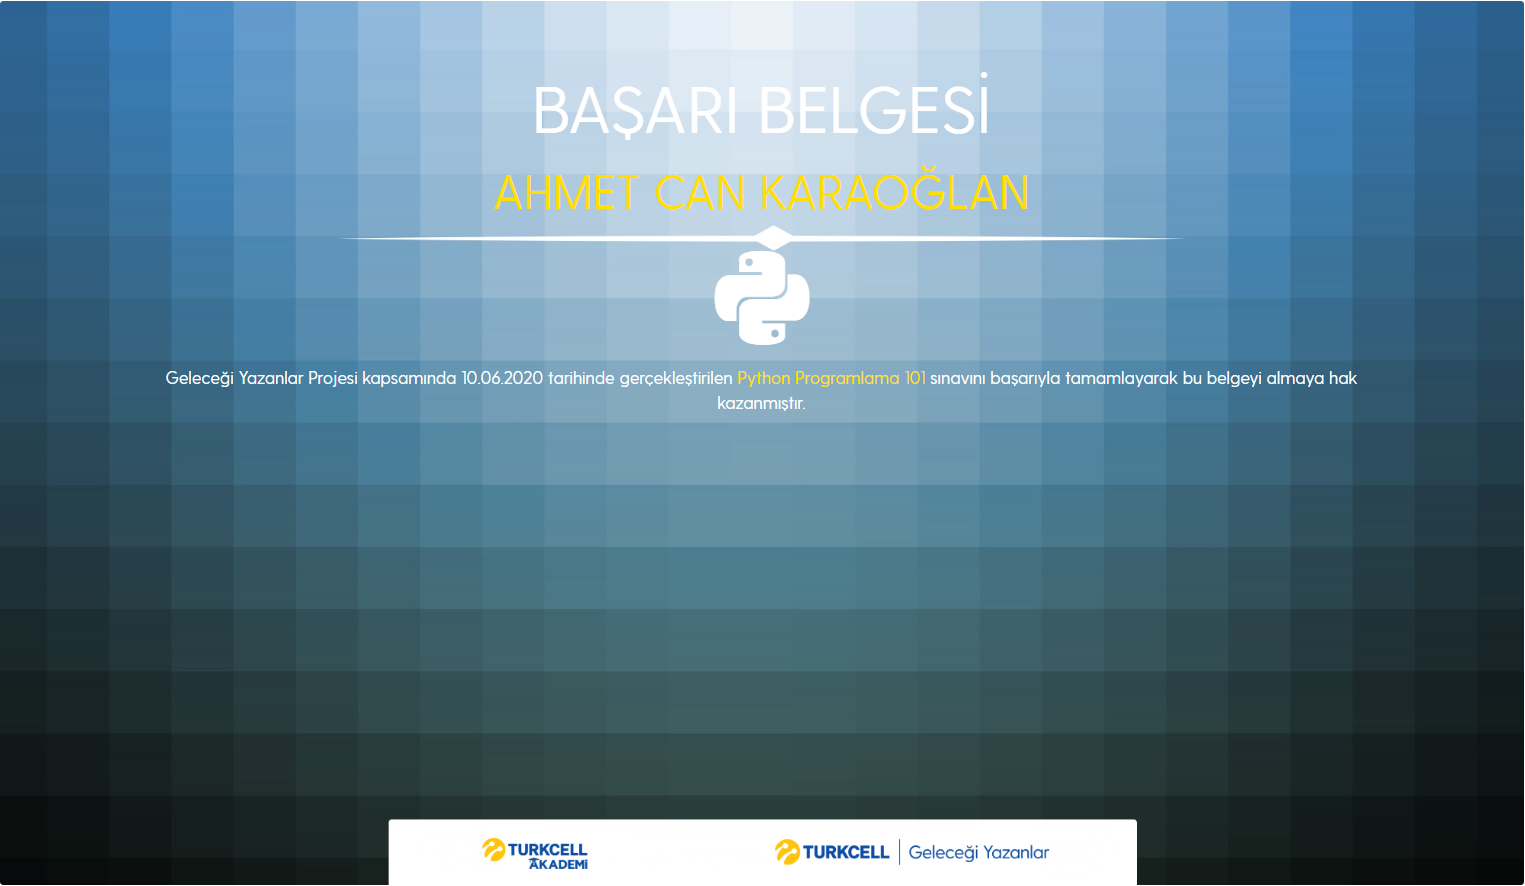 BAŞARI BELGESİ
AHMET CAN KARAOĞLAN
Geleceği Yazanlar Projesi kapsamında 10.06.2020 tarihinde gerçekleştirilen Python Programlama 101 sınavını başarıyla tamamlayarak bu belgeyi almaya hak
kazanmıştır.
TURKCELL
AKADEMİ
TURKCELL | Geleceği Yazanlar